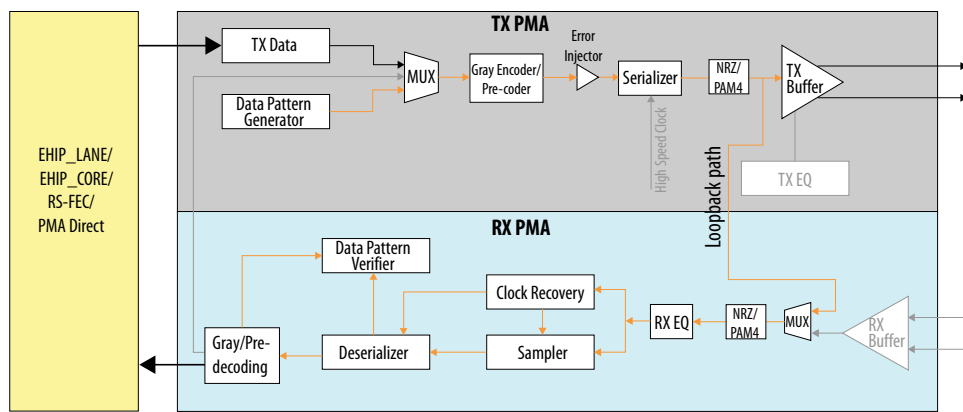 TX PMA
EHIP_LANE/
EHIP_CORE/
RS-FEC/
PMA Direct
TX Data
Data Pattern
Generator
MUX
Gray Encoder/
Pre-coder
Error
Injector
Serializer
High Speed Clock
NRZ/
PAM4
TX
Buffer
TX EQ
Loopback path
RX PMA
Data Pattern
Verifier
Clock Recovery
Gray/Pre-
decoding
Deserializer
Sampler
RX EQ
NRZ/
PAM4
MUX
RX
Buffer